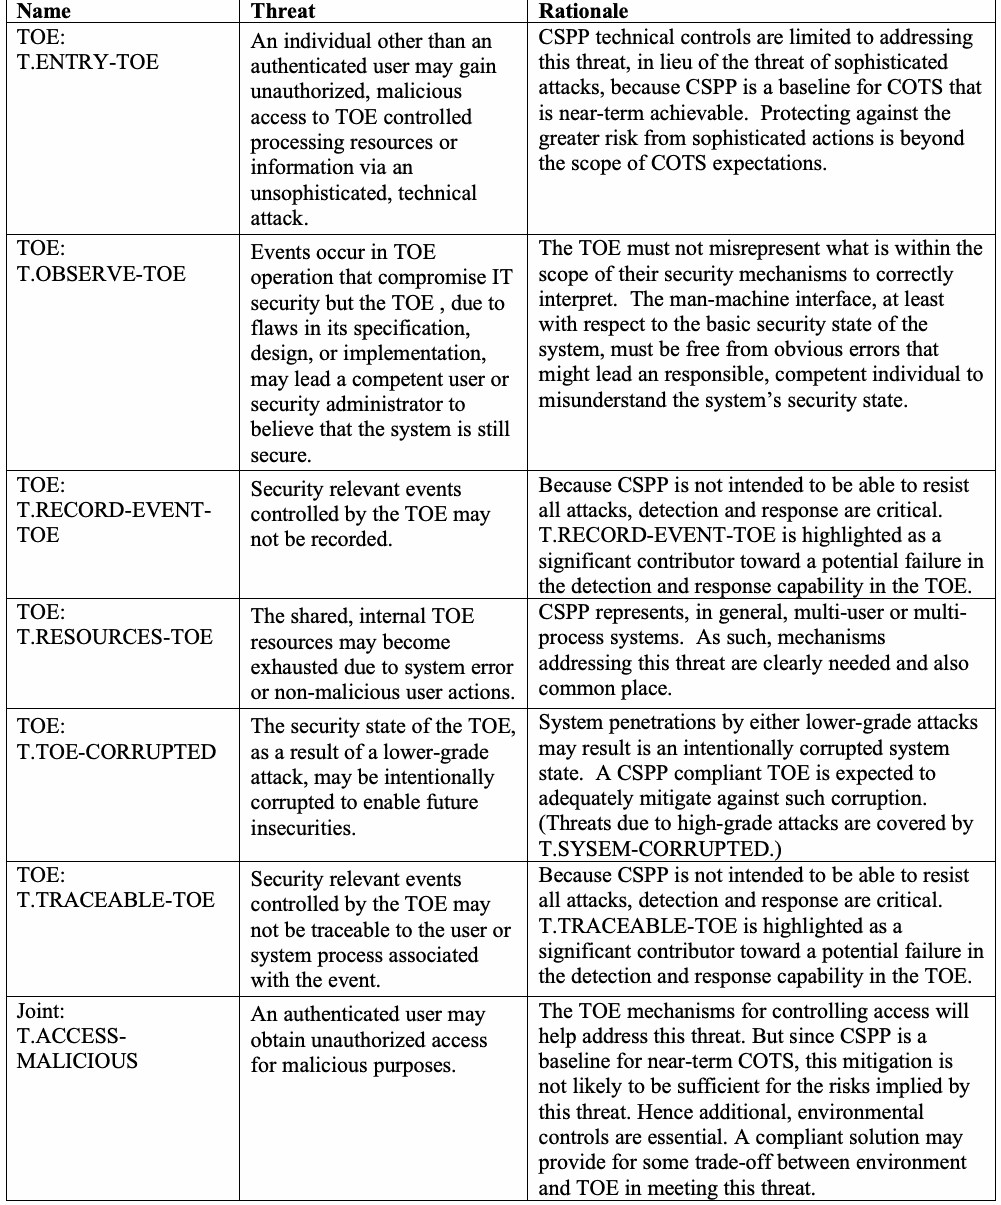 Name
Threat
Rationale
TOE:
T.ENTRY-TOE
An individual other than an
authenticated user may gain
unauthorized, malicious
access to TOE controlled
processing resources or
information via an
unsophisticated, technical
attack.
CSPP technical controls are limited to addressing
this threat, in lieu of the threat of sophisticated
attacks, because CSPP is a baseline for COTS that
is near-term achievable.  Protecting against the
greater risk from sophisticated actions is beyond
the scope of COTS expectations.
TOE:
T.OBSERVE-TOE
Events occur in TOE
operation that compromise IT
security but the TOE , due to
flaws in its specification,
design, or implementation,
may lead a competent user or
security administrator to
believe that the system is still
secure.
The TOE must not misrepresent what is within the
scope of their security mechanisms to correctly
interpret.  The man-machine interface, at least
with respect to the basic security state of the
system, must be free from obvious errors that
might lead an responsible, competent individual to
misunderstand the system’s security state.
TOE:
T.RECORD-EVENT-
TOE
Security relevant events
controlled by the TOE may
not be recorded.
Because CSPP is not intended to be able to resist
all attacks, detection and response are critical.
T.RECORD-EVENT-TOE is highlighted as a
significant contributor toward a potential failure in
the detection and response capability in the TOE.
TOE:
T.RESOURCES-TOE
The shared, internal TOE
resources may become
exhausted due to system error
or non-malicious user actions.
CSPP represents, in general, multi-user or multi-
process systems.  As such, mechanisms
addressing this threat are clearly needed and also
common place.
TOE:
T.TOE-CORRUPTED
The security state of the TOE,
as a result of a lower-grade
attack, may be intentionally
corrupted to enable future
insecurities.
System penetrations by either lower-grade attacks
may result is an intentionally corrupted system
state.  A CSPP compliant TOE is expected to
adequately mitigate against such corruption.
(Threats due to high-grade attacks are covered by
T.SYSEM-CORRUPTED.)
TOE:
T.TRACEABLE-TOE
Security relevant events
controlled by the TOE may
not be traceable to the user or
system process associated
with the event.
Because CSPP is not intended to be able to resist
all attacks, detection and response are critical.
T.TRACEABLE-TOE is highlighted as a
significant contributor toward a potential failure in
the detection and response capability in the TOE.
Joint:
T.ACCESS-
MALICIOUS
An authenticated user may
obtain unauthorized access
for malicious purposes.
The TOE mechanisms for controlling access will
help address this threat. But since CSPP is a
baseline for near-term COTS, this mitigation is
not likely to be sufficient for the risks implied by
this threat. Hence additional, environmental
controls are essential. A compliant solution may
provide for some trade-off between environment
and TOE in meeting this threat.